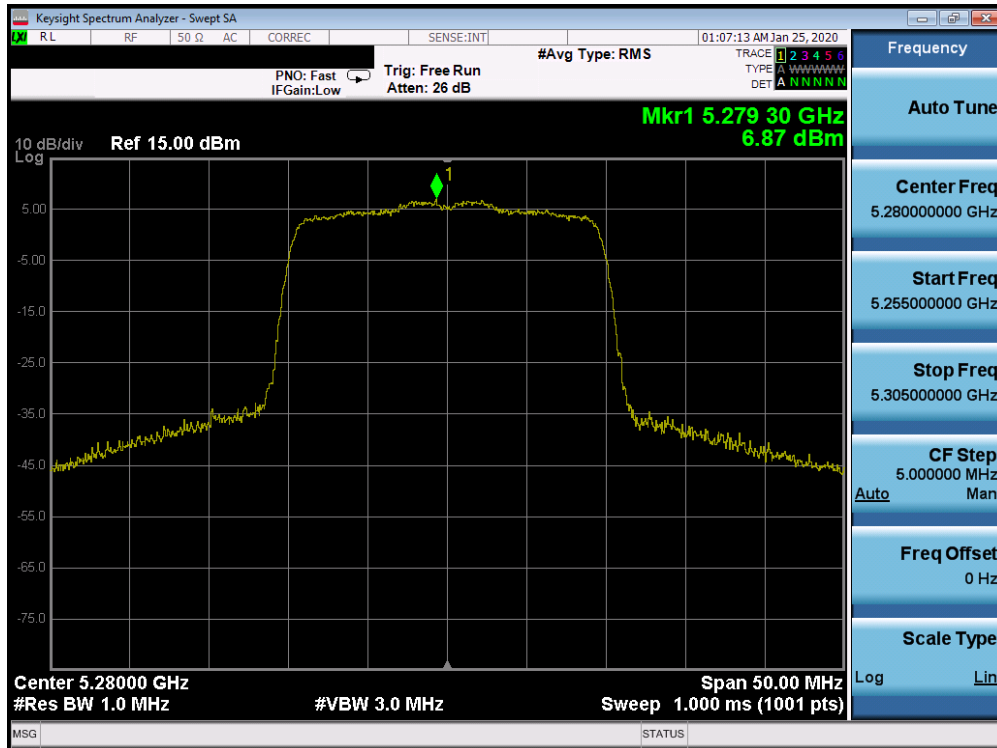 Keysight Spectrum Analyzer - Swept SA
LXI RL RF 50 Ω AC CORREC SENSE:INT 01:07:13 AM Jan 25, 2020
#Avg Type: RMS TRACE 1 2 3 4 5 6
PNO: Fast Trig: Free Run TYPE A WWWWW
IFGain:Low Atten: 26 dB DET A N N N N N
Mkr1 5.279 30 GHz
6.87 dBm
10 dB/div Ref 15.00 dBm
Log
1
5.00
-5.00
-15.0
-25.0
-35.0
-45.0
-55.0
-65.0
-75.0
Center 5.28000 GHz Span 50.00 MHz
#Res BW 1.0 MHz #VBW 3.0 MHz Sweep 1.000 ms (1001 pts)
MSG STATUS
Frequency
Auto Tune
Center Freq
5.280000000 GHz
Start Freq
5.255000000 GHz
Stop Freq
5.305000000 GHz
CF Step
5.000000 MHz
Auto Man
Freq Offset
0 Hz
Scale Type
Log Lin